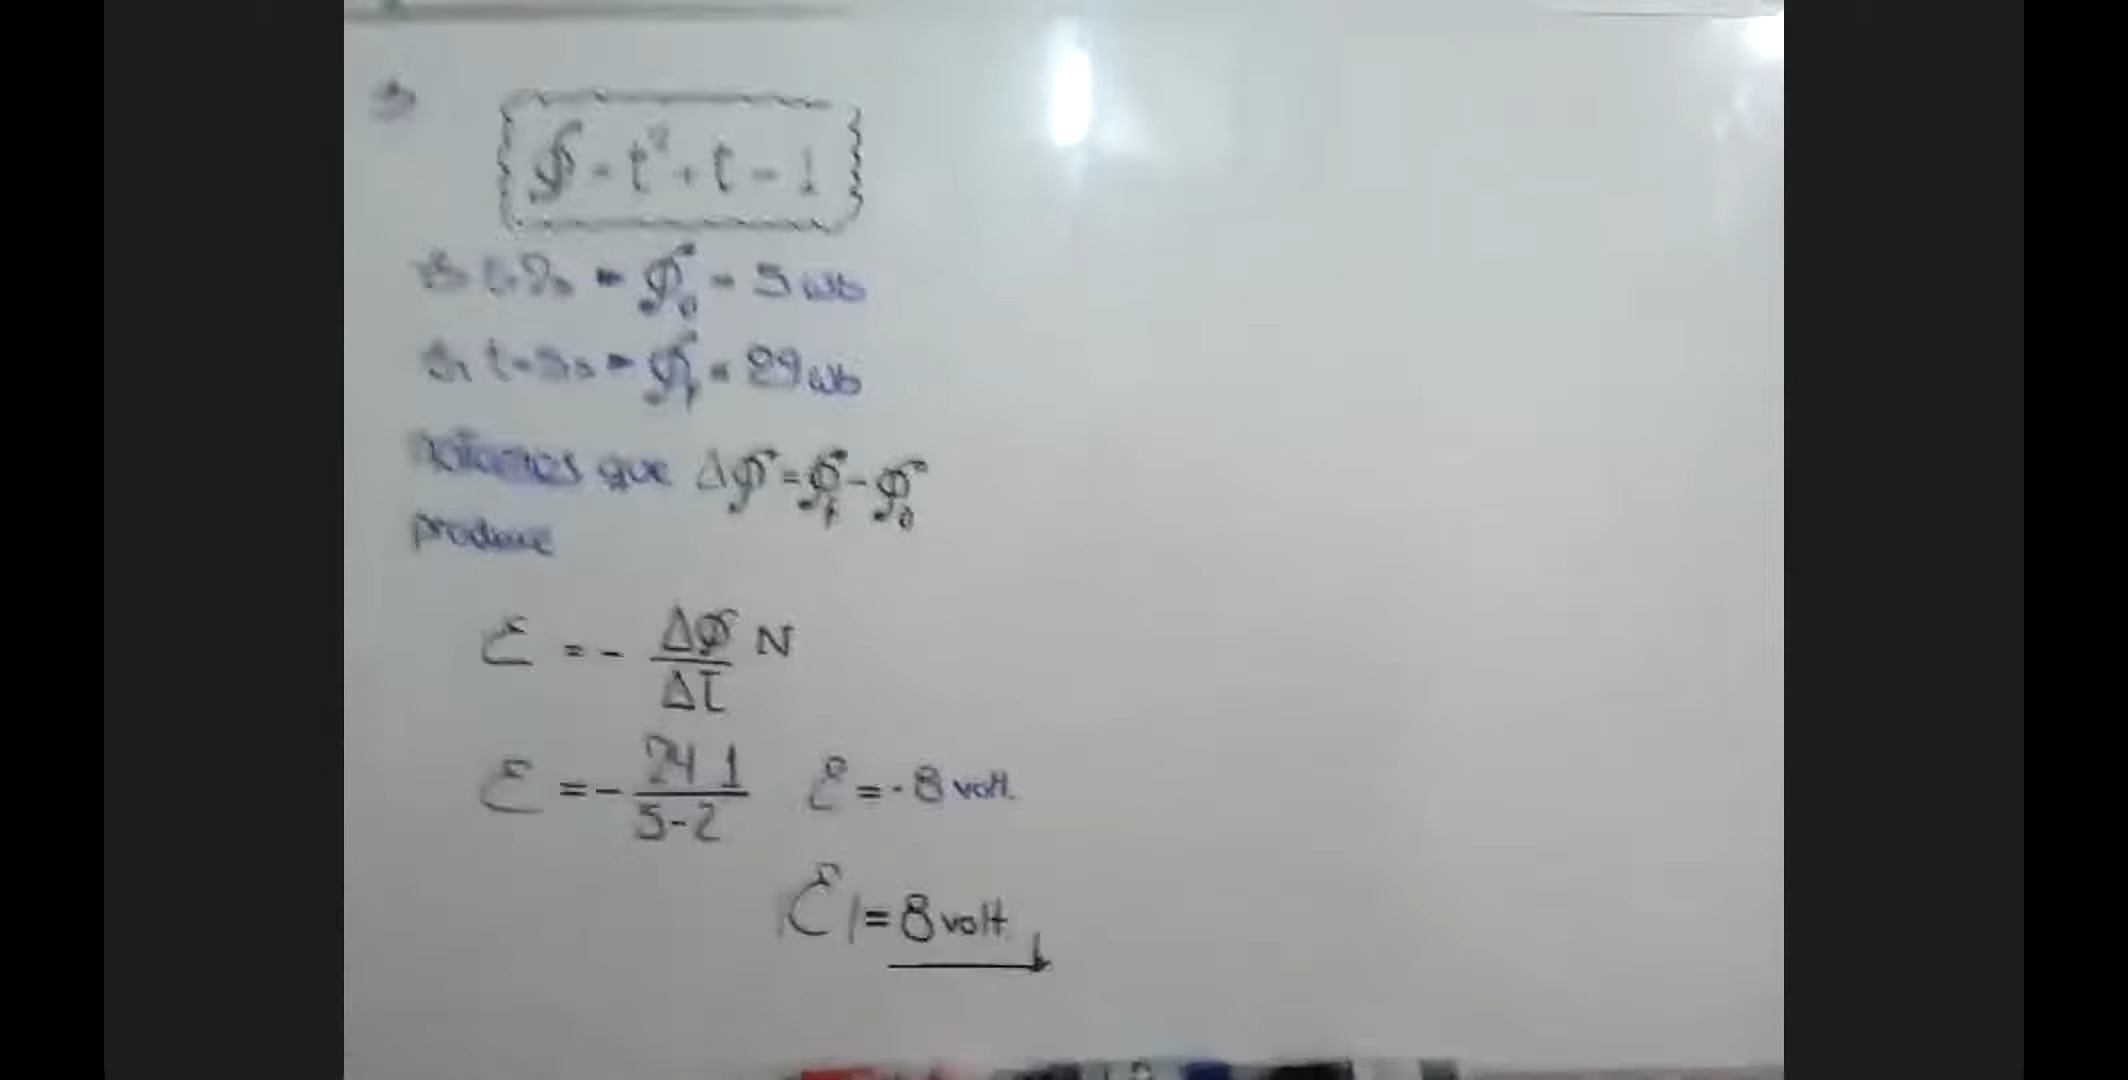 Φ = t² + t - 1
Si t=2s → Φ₀ = 5 wb
Si t=5s → Φf = 29 wb
Notamos que ΔΦ = Φf - Φ₀
produce
ε = - ΔΦ/Δt N
ε = - 24 1/5-2 ε = - 8 volt.
|ε| = 8 volt.